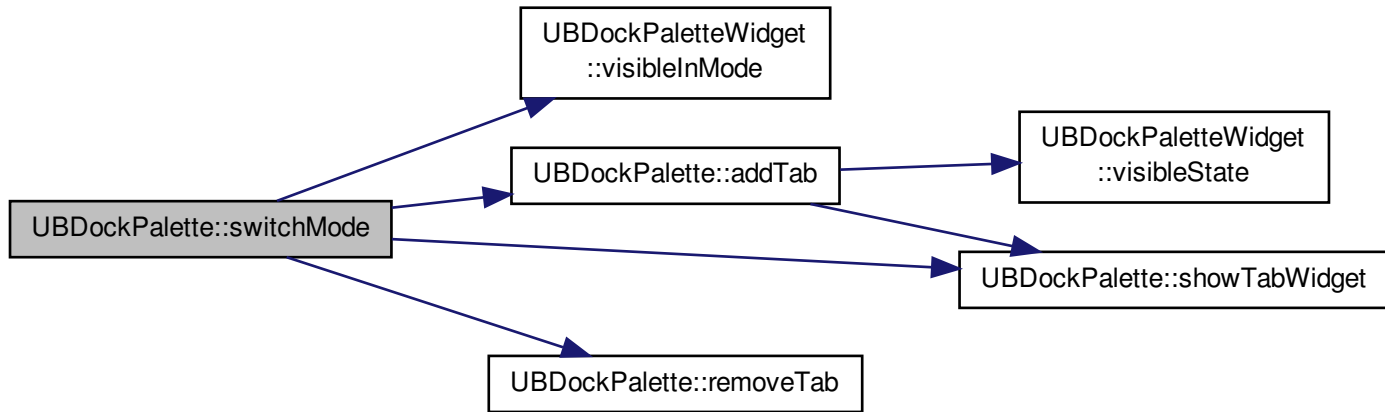 UBDockPaletteWidget
::visibleInMode
UBDockPaletteWidget
::visibleState
UBDockPalette::addTab
UBDockPalette::switchMode
UBDockPalette::showTabWidget
UBDockPalette::removeTab